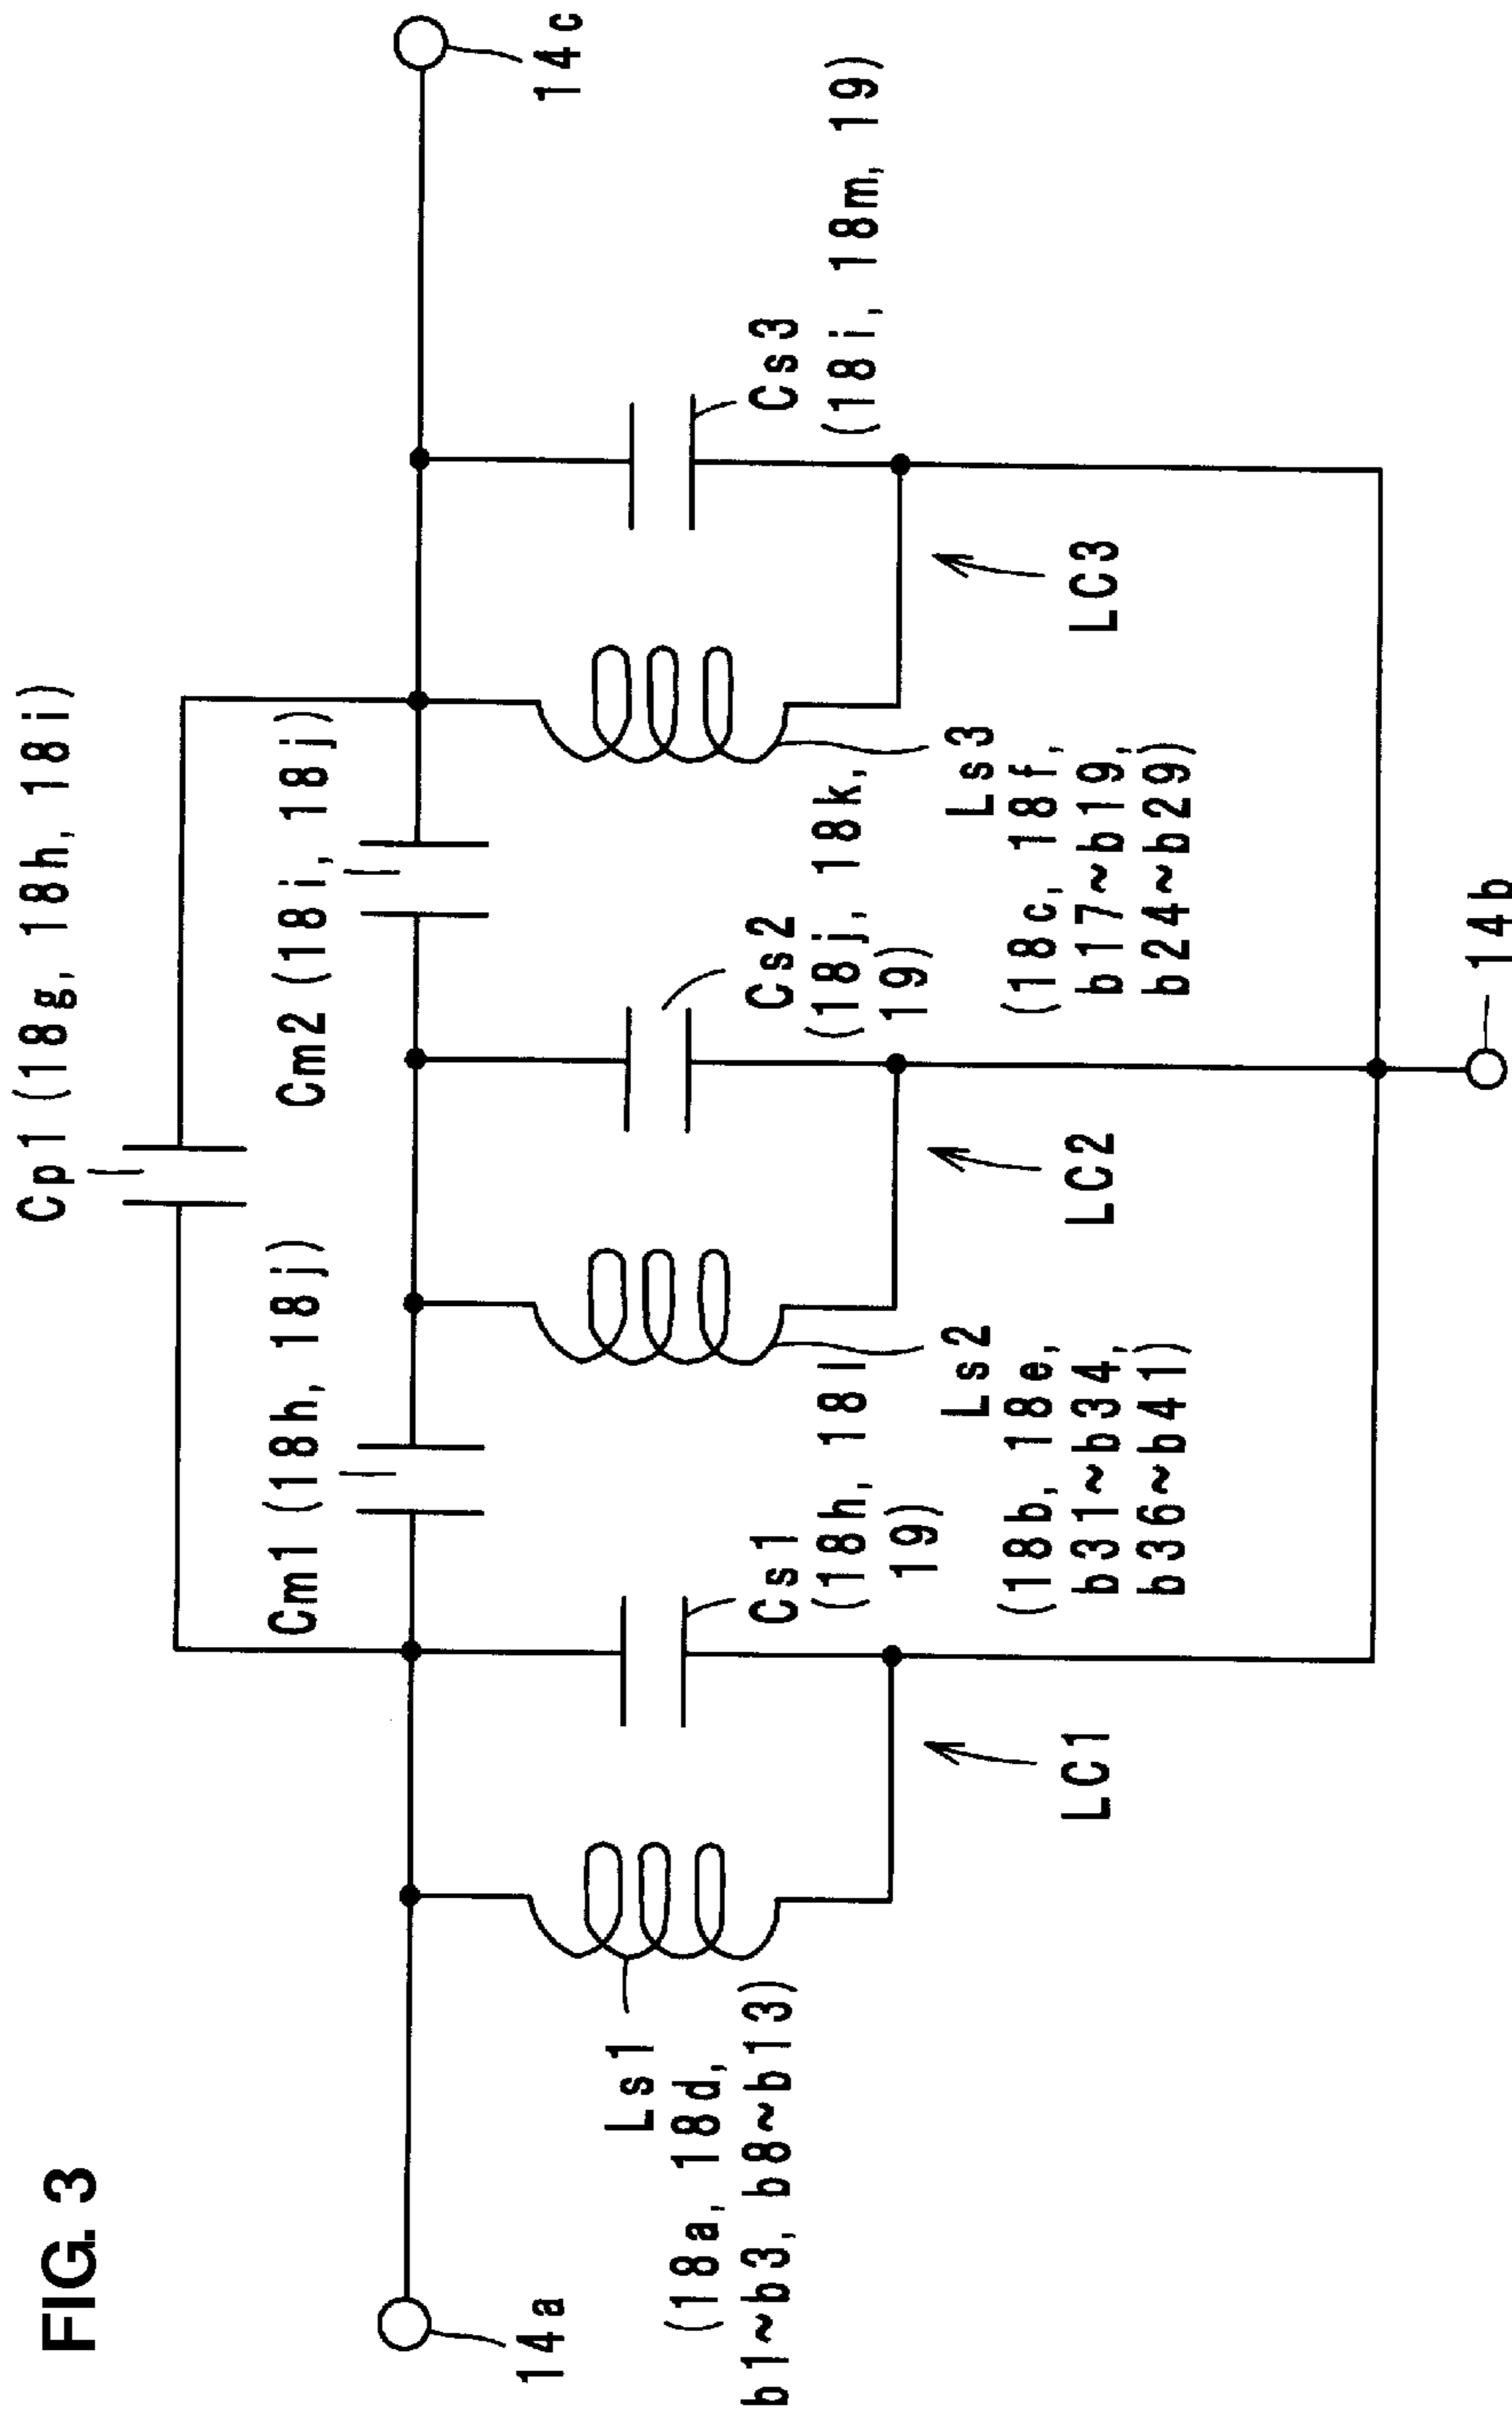 FIG. 3
Cp1 (18g, 18h, 18i)
Cm1 (18h, 18j)
Cm2 (18i, 18j)
14a
14c
Ls1
(18a, 18d,
b1~b3, b8~b13)
Cs1
(18h, 18l
19)
Ls2
(18b, 18e,
b31~b34,
b36~b41)
Cs2
(18j, 18k,
19)
Ls3
(18c, 18f,
b17~b19,
b24~b29)
Cs3
(18i, 18m, 19)
LC1
LC2
LC3
14b